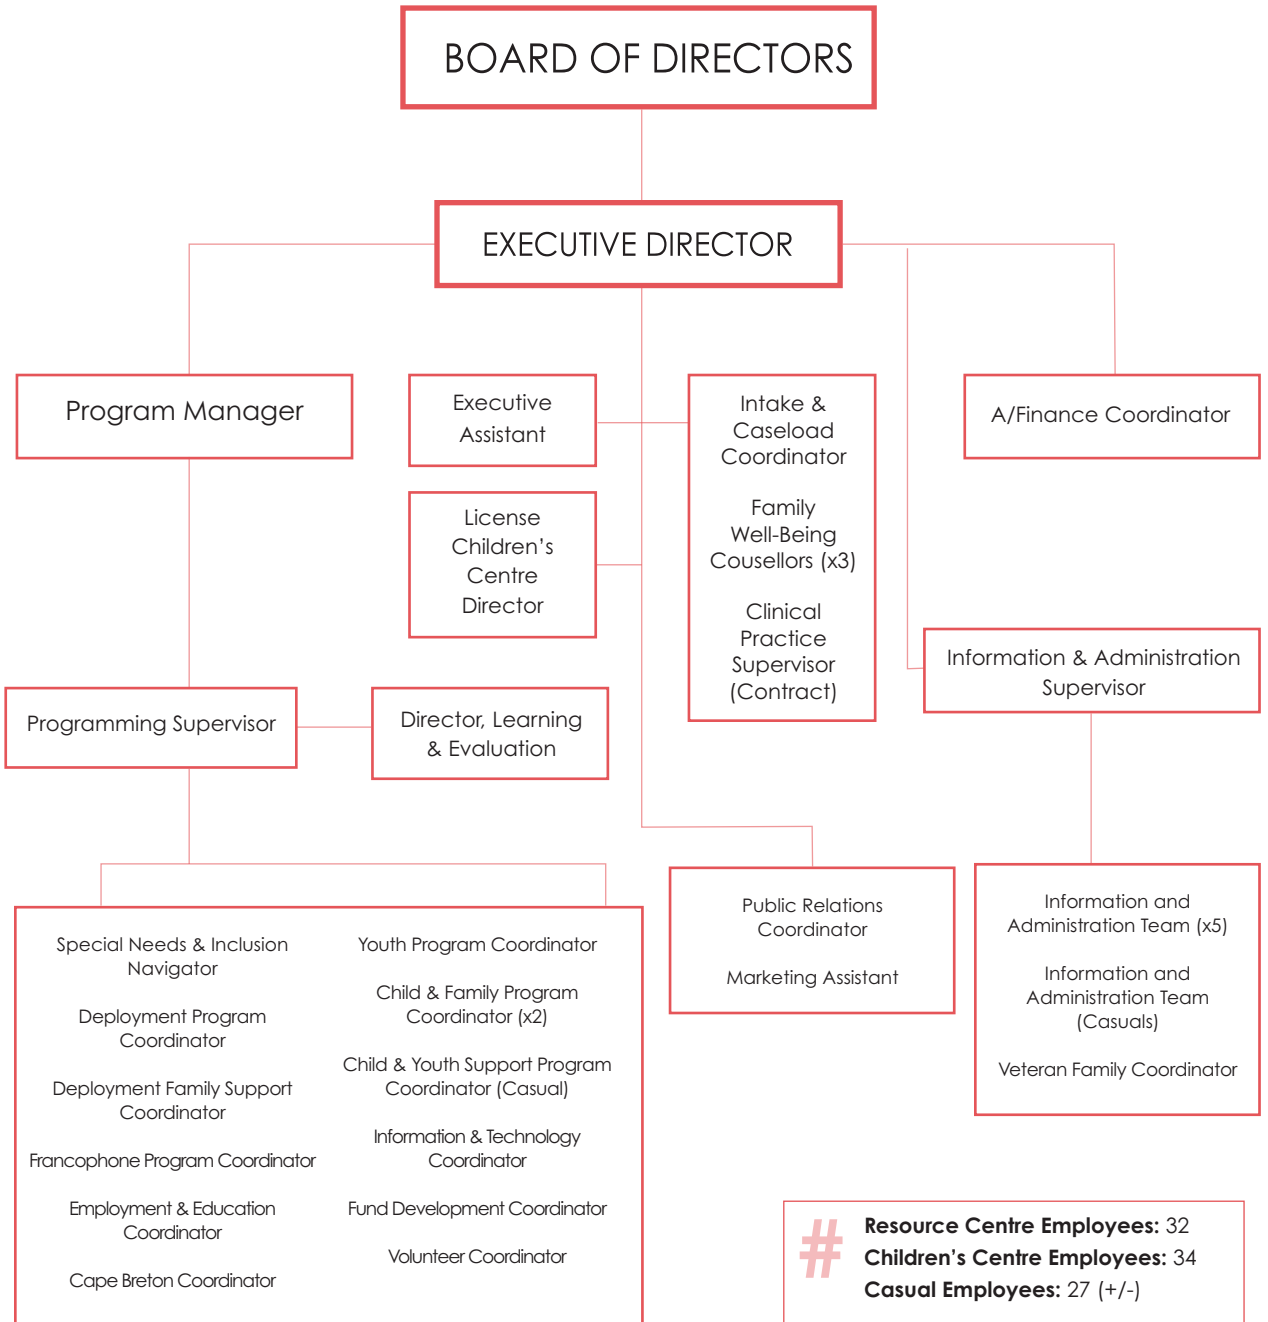 BOARD OF DIRECTORS
EXECUTIVE DIRECTOR
Program Manager
Executive
Assistant
Intake &
Caseload
Coordinator
Family
Well-Being
Cousellors (x3)
Clinical
Practice
Supervisor
(Contract)
A/Finance Coordinator
License
Children's
Centre
Director
Information & Administration
Supervisor
Programming Supervisor
Director, Learning
& Evaluation
Special Needs & Inclusion
Navigator
Deployment Program
Coordinator
Deployment Family Support
Coordinator
Francophone Program Coordinator
Employment & Education
Coordinator
Cape Breton Coordinator
Youth Program Coordinator
Child & Family Program
Coordinator (x2)
Child & Youth Support Program
Coordinator (Casual)
Information & Technology
Coordinator
Fund Development Coordinator
Volunteer Coordinator
Public Relations
Coordinator
Marketing Assistant
Information and
Administration Team (x5)
Information and
Administration Team
(Casuals)
Veteran Family Coordinator
#
Resource Centre Employees: 32
Children's Centre Employees: 34
Casual Employees: 27 (+/-)